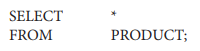 SELECT *
FROM PRODUCT;